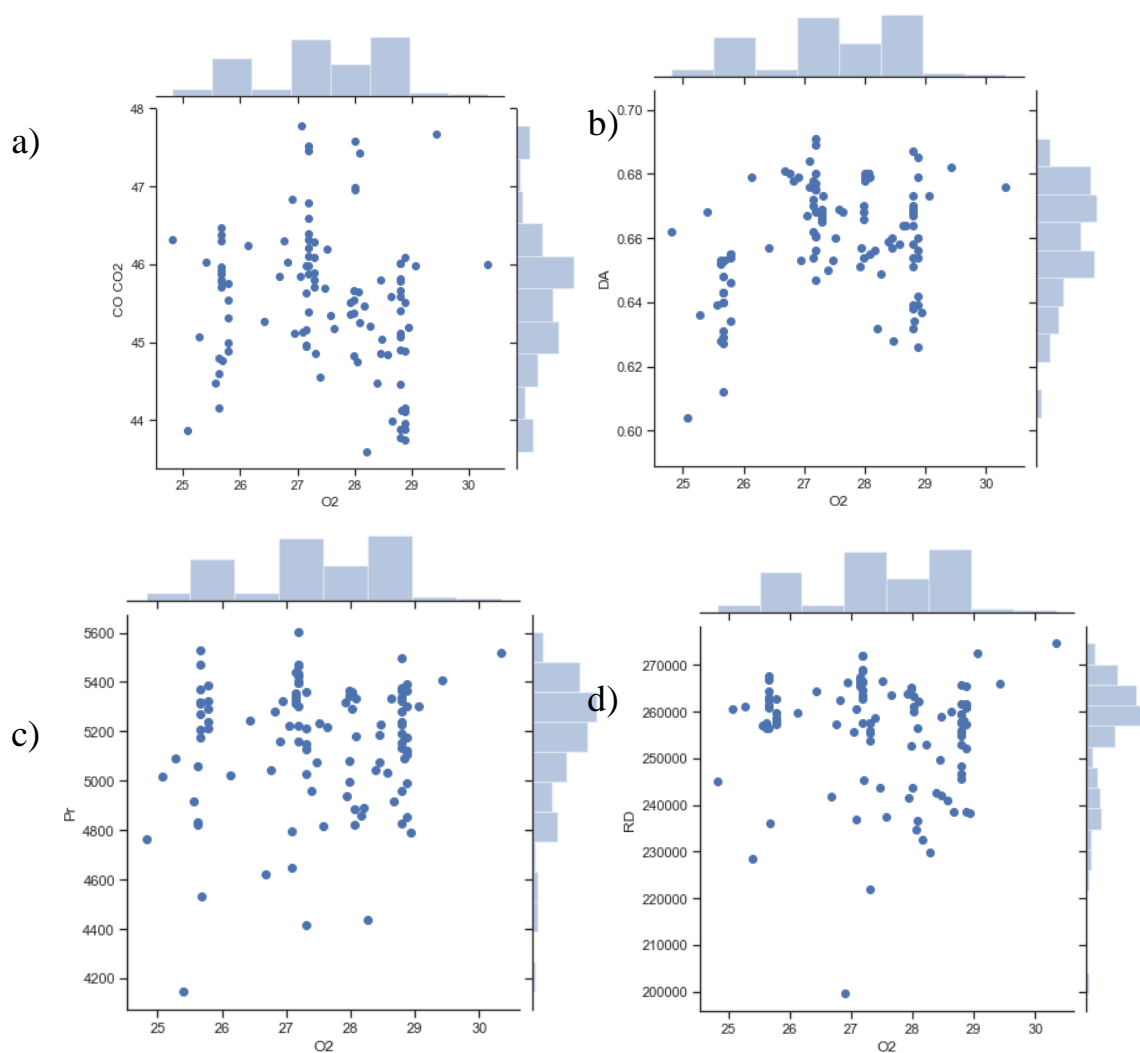 a)
CO CO2
48
47
46
45
44
25 26 27 28 29 30
O2
b)
DA
0.70
0.68
0.66
0.64
0.62
0.60
25 26 27 28 29 30
O2
c)
Pr
5600
5400
5200
5000
4800
4600
4400
4200
25 26 27 28 29 30
O2
d)
RD
270000
260000
250000
240000
230000
220000
210000
200000
25 26 27 28 29 30
O2